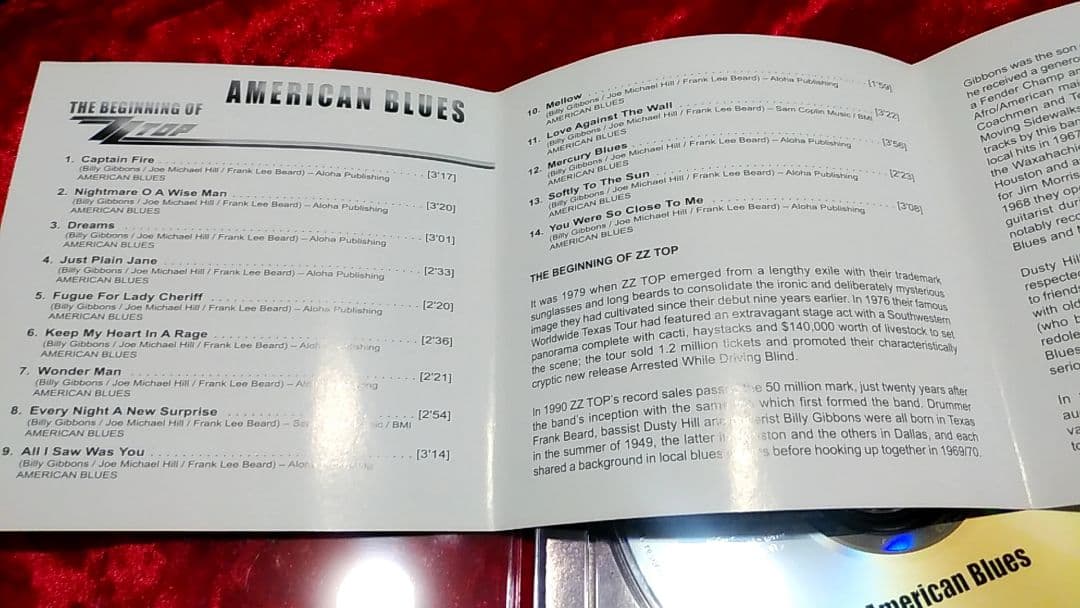 THE BEGINNING OF
AMERICAN BLUES
ZZ TOP
1. Captain Fire [3'17]
(Billy Gibbons / Joe Michael Hill / Frank Lee Beard) – Aloha Publishing
AMERICAN BLUES
2. Nightmare O A Wise Man [3'20]
(Billy Gibbons / Joe Michael Hill / Frank Lee Beard) – Aloha Publishing
AMERICAN BLUES
3. Dreams [3'01]
(Billy Gibbons / Joe Michael Hill / Frank Lee Beard) – Aloha Publishing
AMERICAN BLUES
4. Just Plain Jane [2'33]
(Billy Gibbons / Joe Michael Hill / Frank Lee Beard) – Aloha Publishing
AMERICAN BLUES
5. Fugue For Lady Cheriff [2'20]
(Billy Gibbons / Joe Michael Hill / Frank Lee Beard) – Aloha Publishing
AMERICAN BLUES
6. Keep My Heart In A Rage [2'36]
(Billy Gibbons / Joe Michael Hill / Frank Lee Beard) –
AMERICAN BLUES
7. Wonder Man [2'21]
(Billy Gibbons / Joe Michael Hill / Frank Lee Beard) –
AMERICAN BLUES
8. Every Night A New Surprise [2'54]
(Billy Gibbons / Joe Michael Hill / Frank Lee Beard) – / BMI
AMERICAN BLUES
9. All I Saw Was You [3'14]
(Billy Gibbons / Joe Michael Hill / Frank Lee Beard) –
AMERICAN BLUES
10. Mellow [1'59]
(Billy Gibbons / Joe Michael Hill / Frank Lee Beard) – Aloha Publishing
AMERICAN BLUES
11. Love Against The Wall [3'22]
(Billy Gibbons / Joe Michael Hill / Frank Lee Beard) – Sam Coplin Music / BMI
AMERICAN BLUES
12. Mercury Blues [3'56]
(Billy Gibbons / Joe Michael Hill / Frank Lee Beard) – Aloha Publishing
AMERICAN BLUES
13. Softly To The Sun [2'23]
(Billy Gibbons / Joe Michael Hill / Frank Lee Beard) – Aloha Publishing
AMERICAN BLUES
14. You Were So Close To Me [3'08]
(Billy Gibbons / Joe Michael Hill / Frank Lee Beard) – Aloha Publishing
AMERICAN BLUES
THE BEGINNING OF ZZ TOP
It was 1979 when ZZ TOP emerged from a lengthy exile with their trademark
sunglasses and long beards to consolidate the ironic and deliberately mysterious
image they had cultivated since their debut nine years earlier. In 1976 their famous
Worldwide Texas Tour had featured an extravagant stage act with a Southwestern
panorama complete with cacti, haystacks and $140,000 worth of livestock to set
the scene; the tour sold 1.2 million tickets and promoted their characteristically
cryptic new release Arrested While Driving Blind.
In 1990 ZZ TOP's record sales 50 million mark, just twenty years after
the band's inception with the which first formed the band. Drummer
Frank Beard, bassist Dusty Hill Billy Gibbons were all born in Texas
in the summer of 1949, the latter and the others in Dallas, and each
shared a background in local blues before hooking up together in 1969/70.
Gibbons was the son
he received a genero
a Fender Champ an
Afro/American mai
Coachmen and T
Moving Sidewalks
tracks by this ban
local hits in 1967
the Waxahachi
Houston and a
for Jim Morris
1968 they op
guitarist dur
notably reco
Blues and
Dusty Hil
respecte
to friend
with old
(who b
redole
Blues
serio
In
au
va
to
American Blues